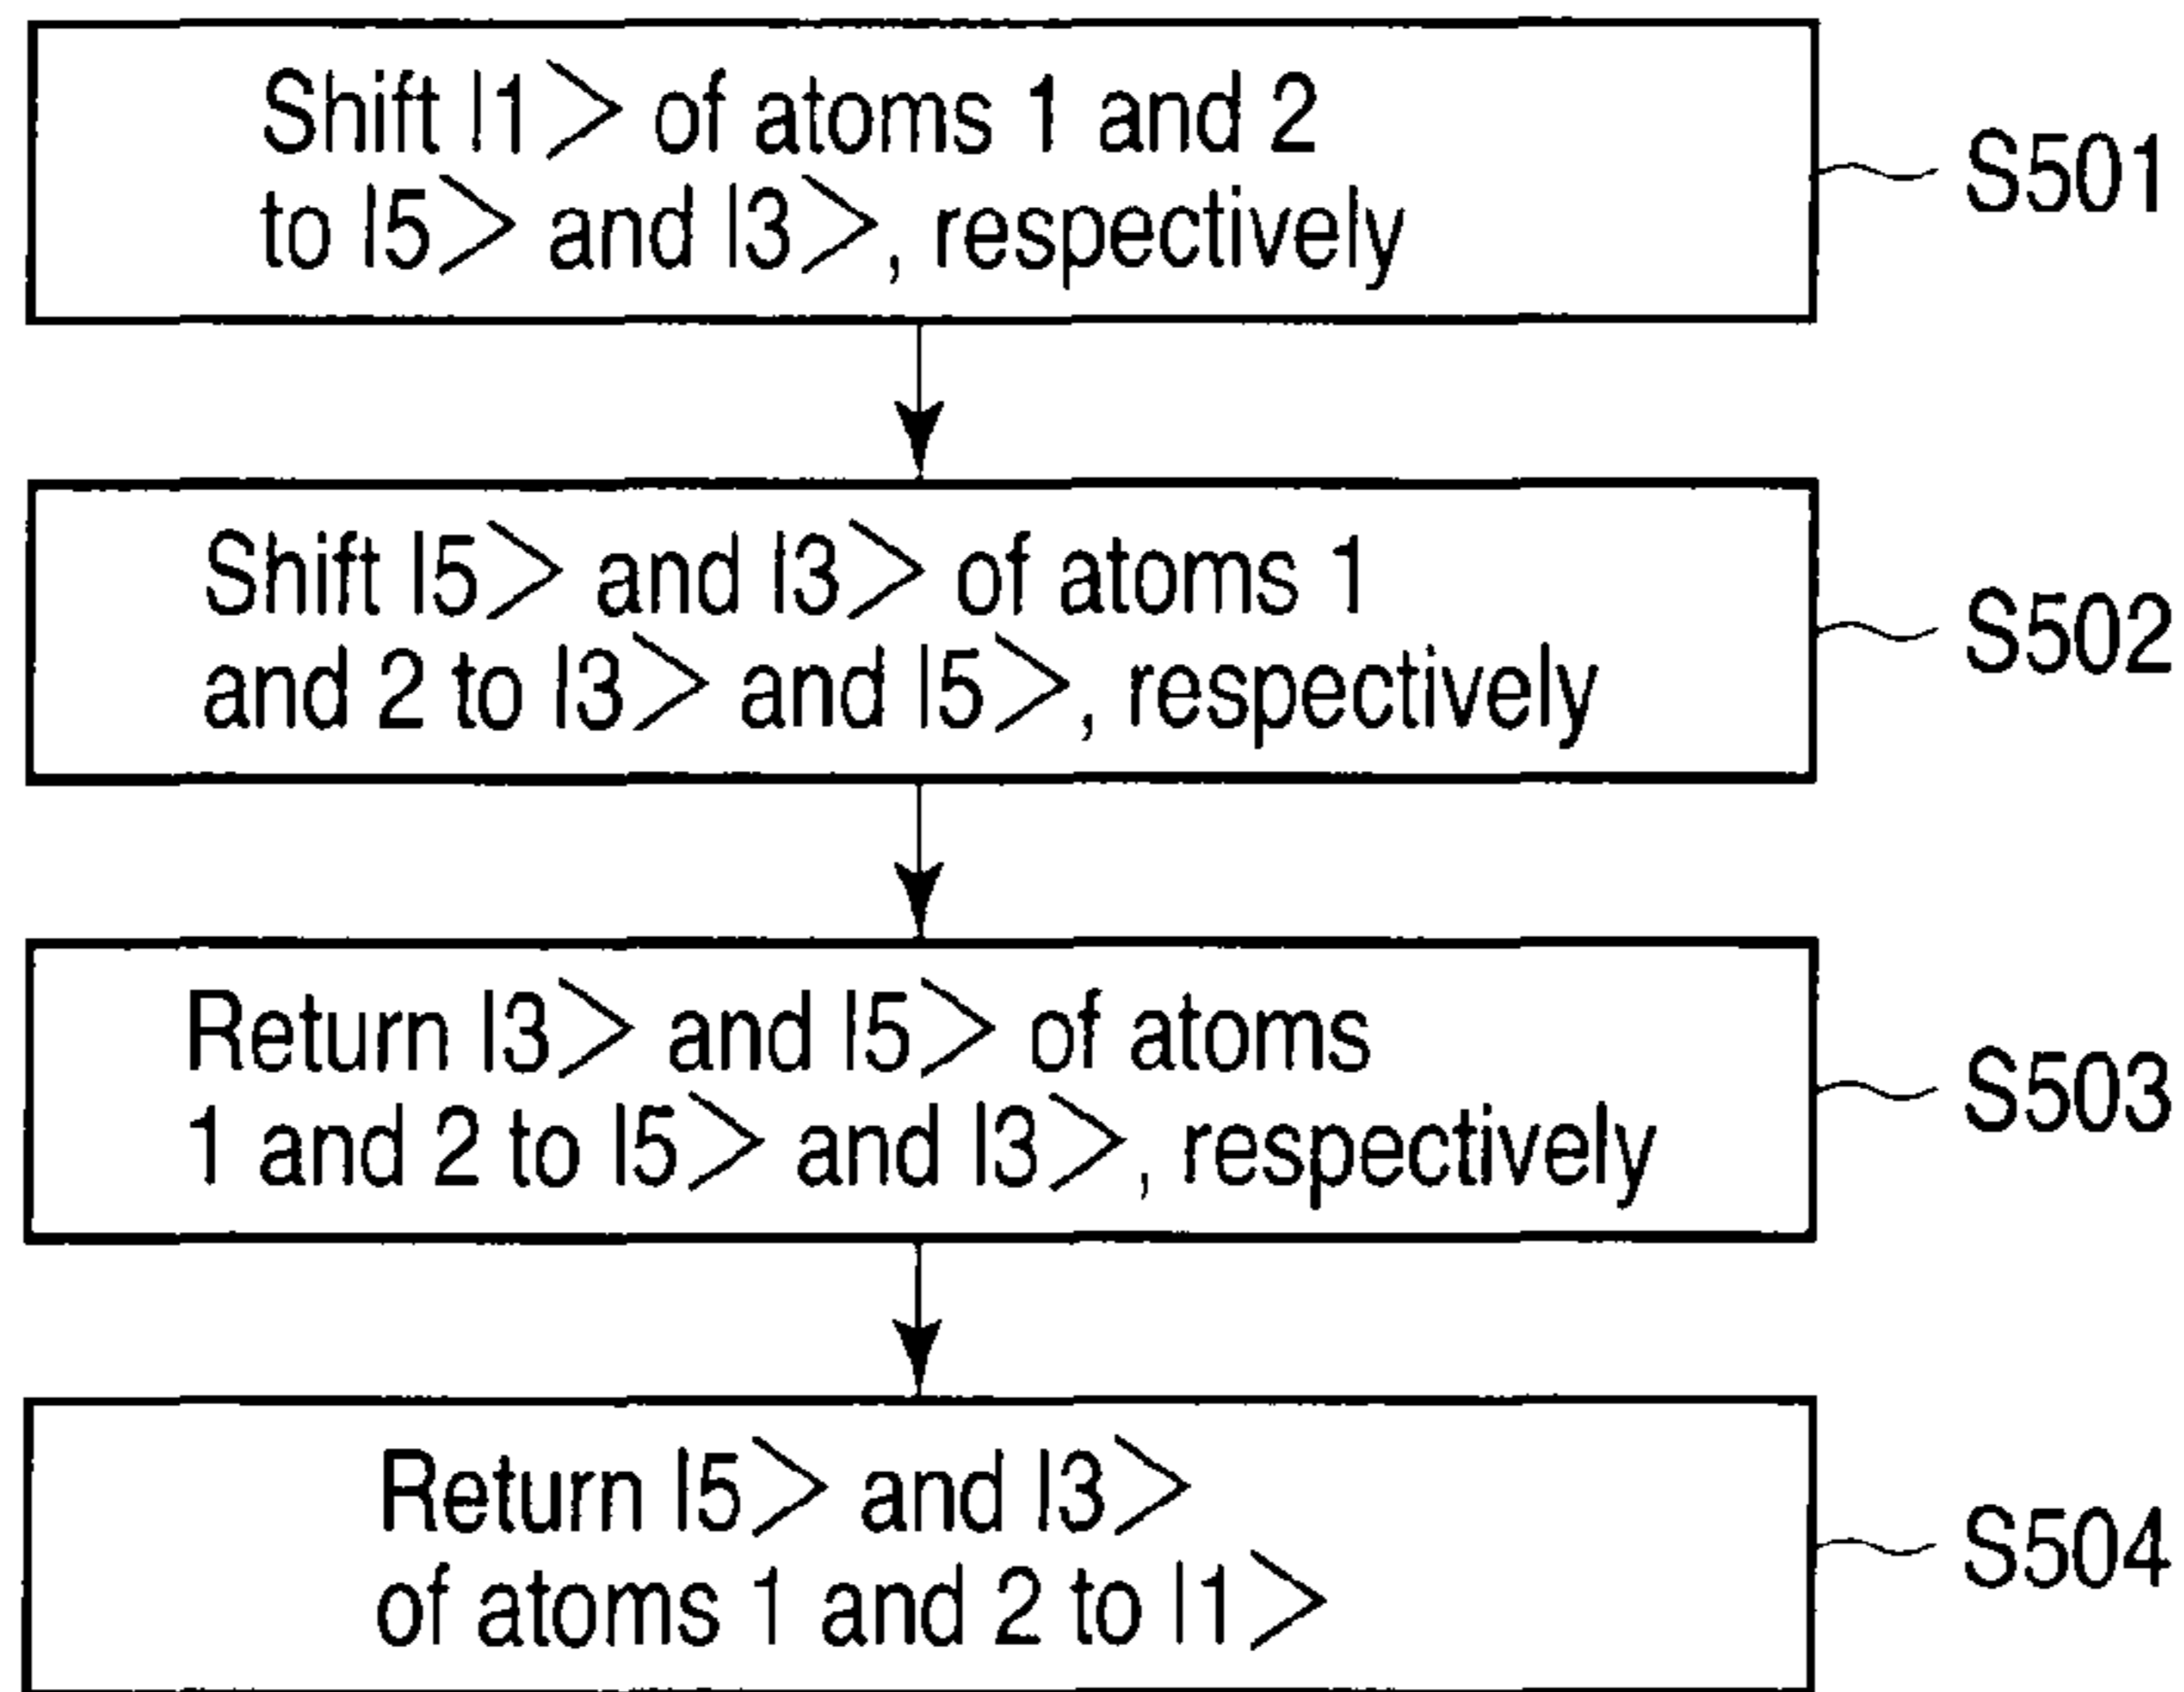 Shift |1> of atoms 1 and 2
to |5> and |3>, respectively
S501
Shift |5> and |3> of atoms 1
and 2 to |3> and |5>, respectively
S502
Return |3> and |5> of atoms
1 and 2 to |5> and |3>, respectively
S503
Return |5> and |3>
of atoms 1 and 2 to |1>
S504